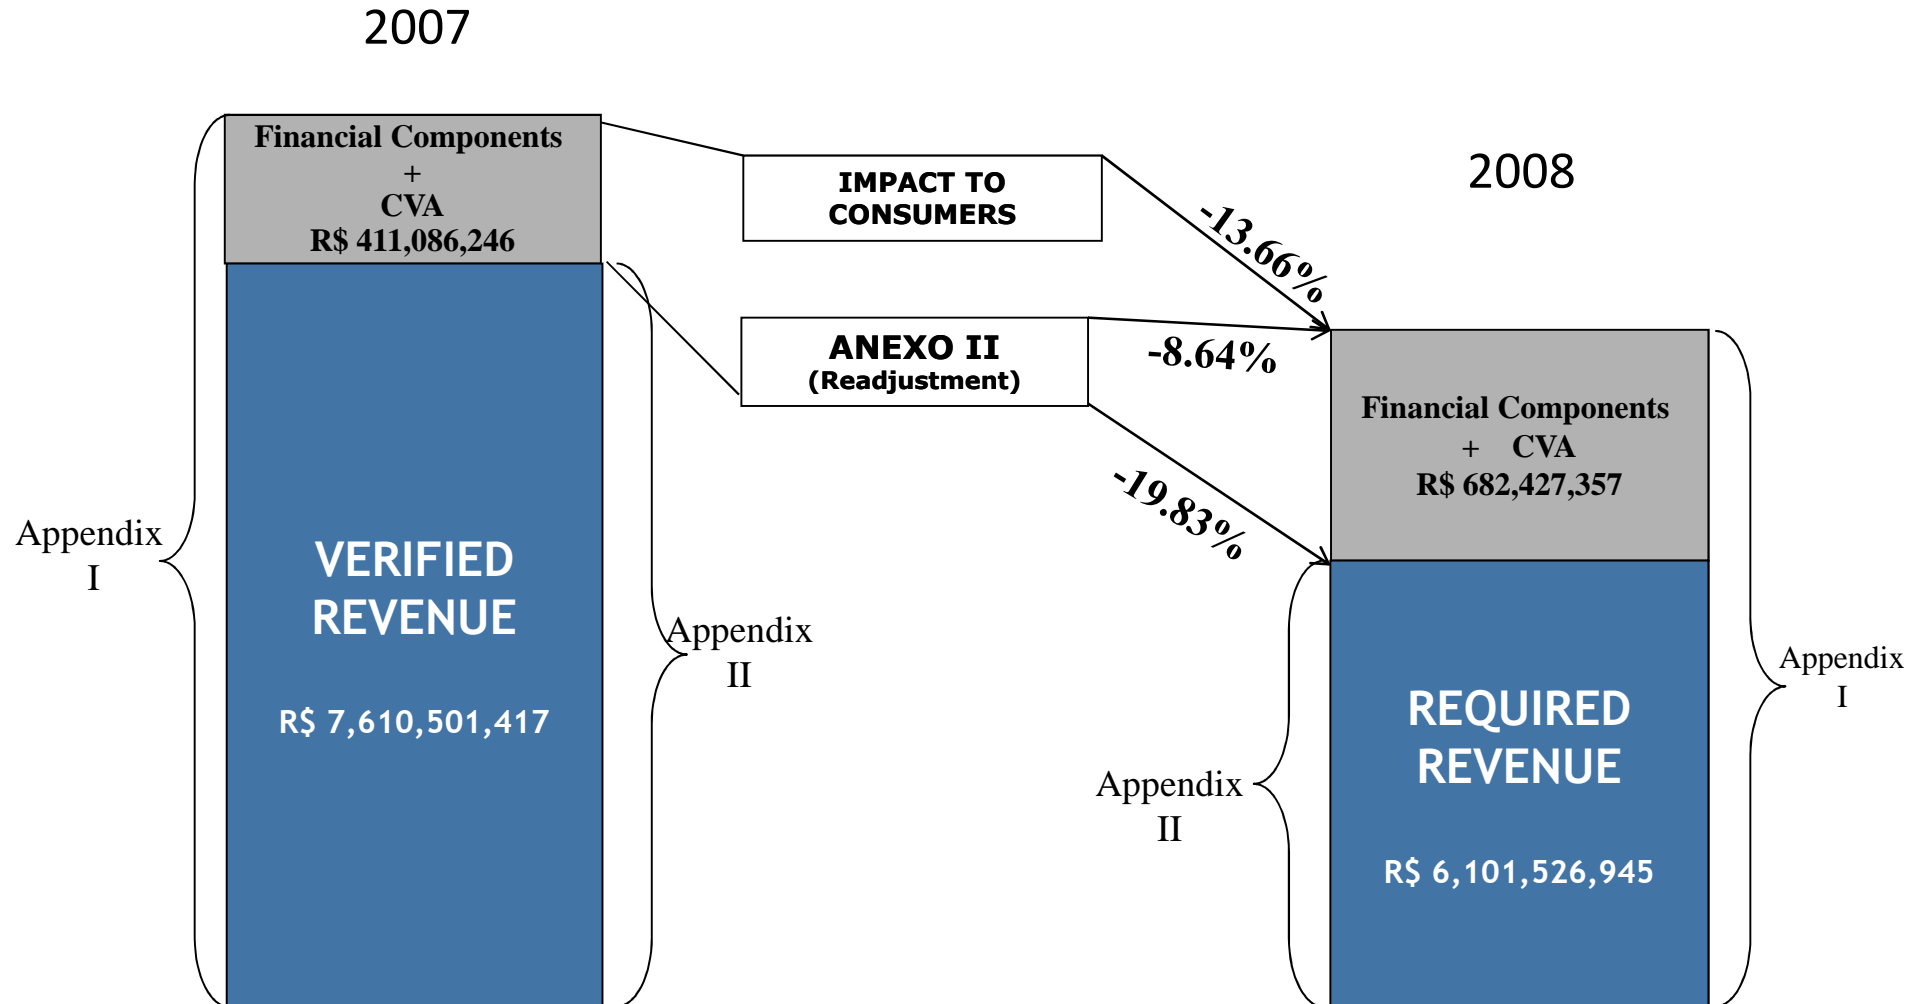 2007
Financial Components
+
CVA
R$ 411,086,246
IMPACT TO
CONSUMERS
2008
-13.66%
ANEXO II
(Readjustment)
-8.64%
-19.83%
Financial Components
+ CVA
R$ 682,427,357
Appendix
I
VERIFIED
REVENUE
R$ 7,610,501,417
Appendix
II
Appendix
II
REQUIRED
REVENUE
R$ 6,101,526,945
Appendix
I